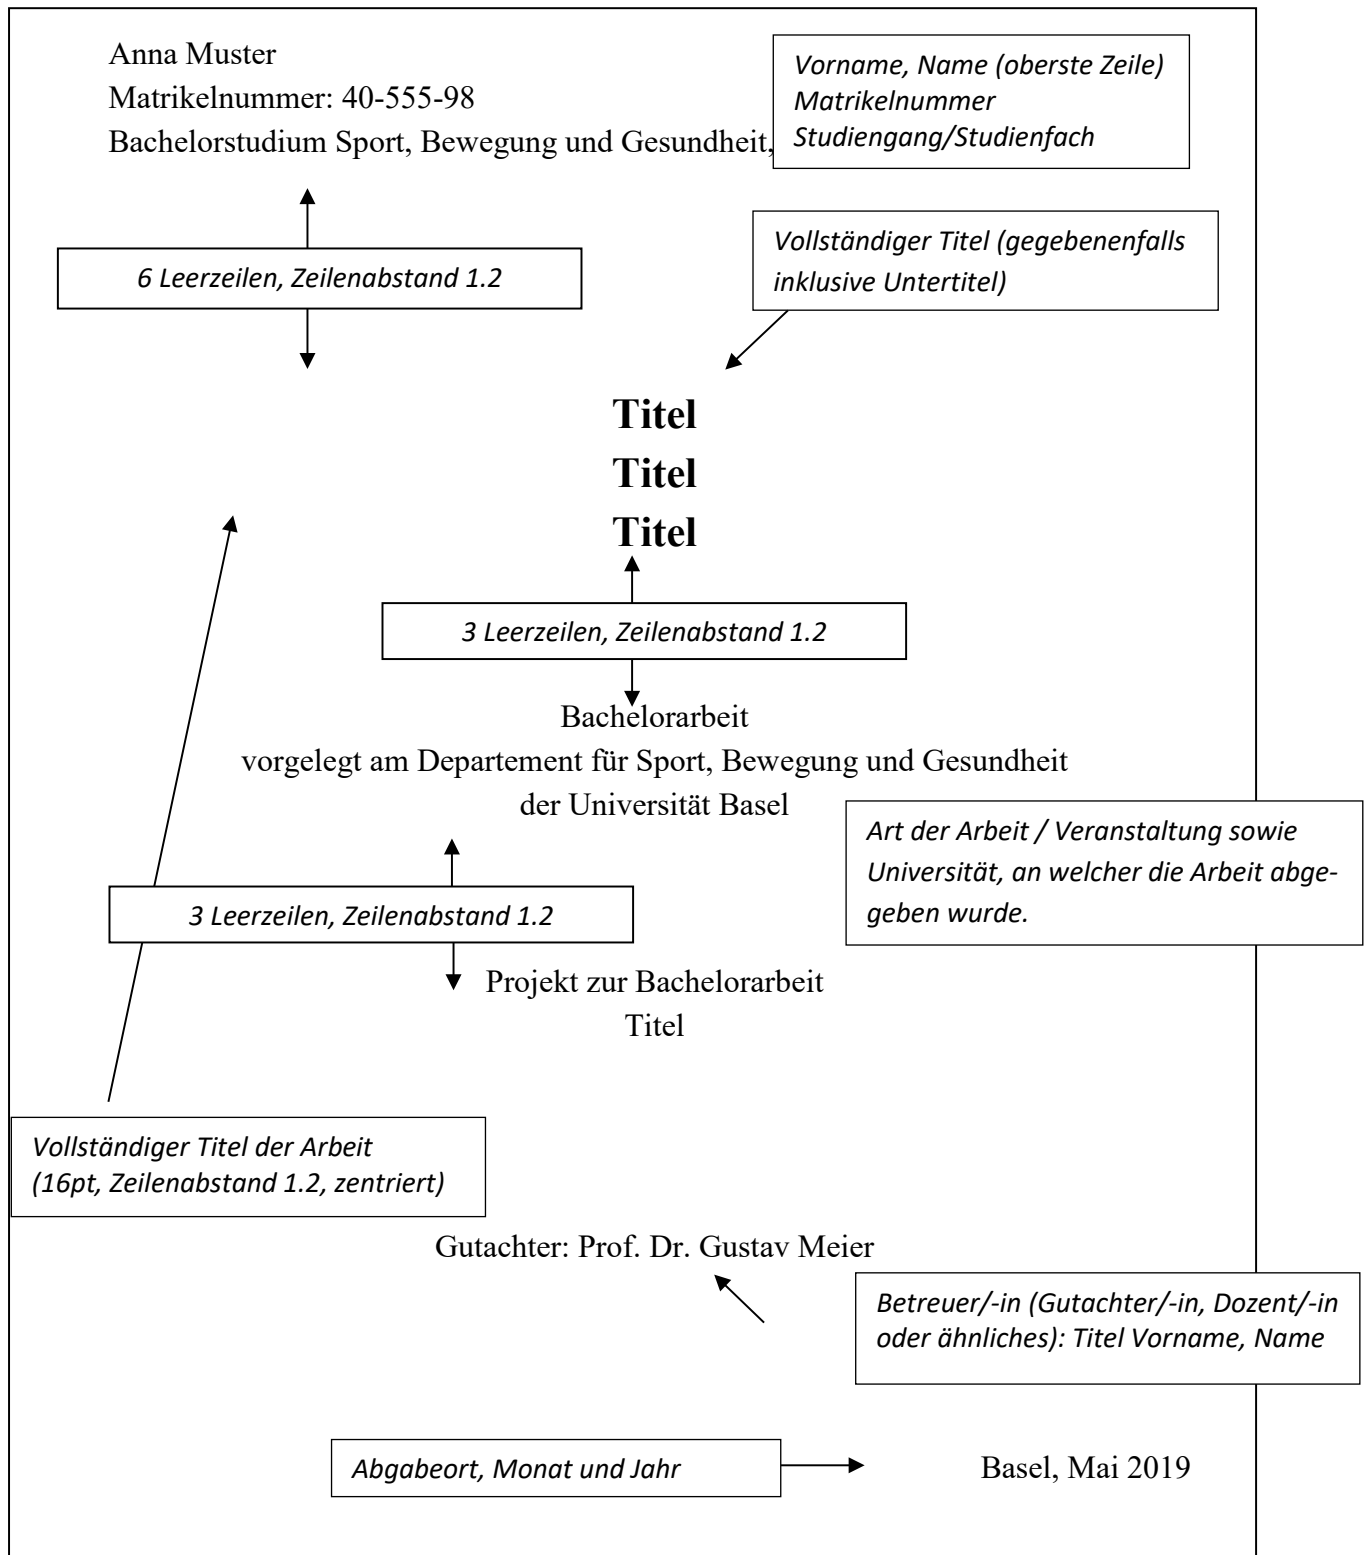 Anna Muster
Matrikelnummer: 40-555-98
Bachelorstudium Sport, Bewegung und Gesundheit,
Vorname, Name (oberste Zeile)
Matrikelnummer
Studiengang/Studienfach
6 Leerzeilen, Zeilenabstand 1.2
Vollständiger Titel (gegebenenfalls
inklusive Untertitel)
Titel
Titel
Titel
3 Leerzeilen, Zeilenabstand 1.2
Bachelorarbeit
vorgelegt am Departement für Sport, Bewegung und Gesundheit
der Universität Basel
Art der Arbeit / Veranstaltung sowie
Universität, an welcher die Arbeit abge-
geben wurde.
3 Leerzeilen, Zeilenabstand 1.2
Projekt zur Bachelorarbeit
Titel
Vollständiger Titel der Arbeit
(16pt, Zeilenabstand 1.2, zentriert)
Gutachter: Prof. Dr. Gustav Meier
Betreuer/-in (Gutachter/-in, Dozent/-in
oder ähnliches): Titel Vorname, Name
Abgabeort, Monat und Jahr
Basel, Mai 2019